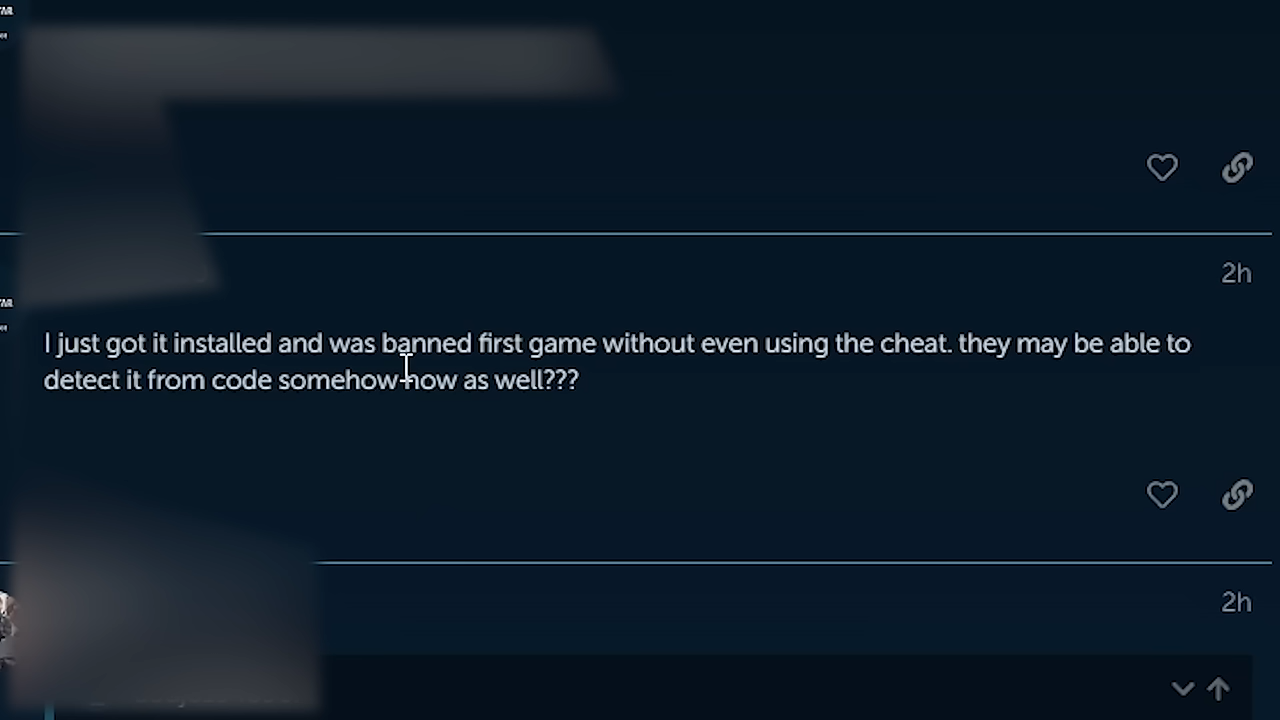 2h
I just got it installed and was banned first game without even using the cheat. they may be able to
detect it from code somehow now as well???
2h